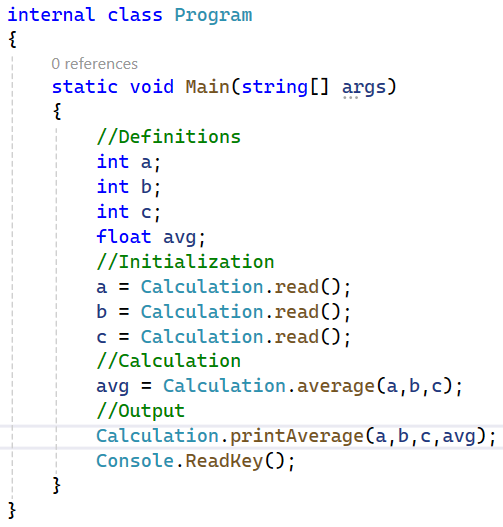 internal class Program
{
0 references
static void Main(string[] args)
{
//Definitions
int a;
int b;
int c;
float avg;
//Initialization
a = Calculation.read();
b = Calculation.read();
c = Calculation.read();
//Calculation
avg = Calculation.average(a,b,c);
//Output
Calculation.printAverage(a,b,c,avg);
Console.ReadKey();
}
}